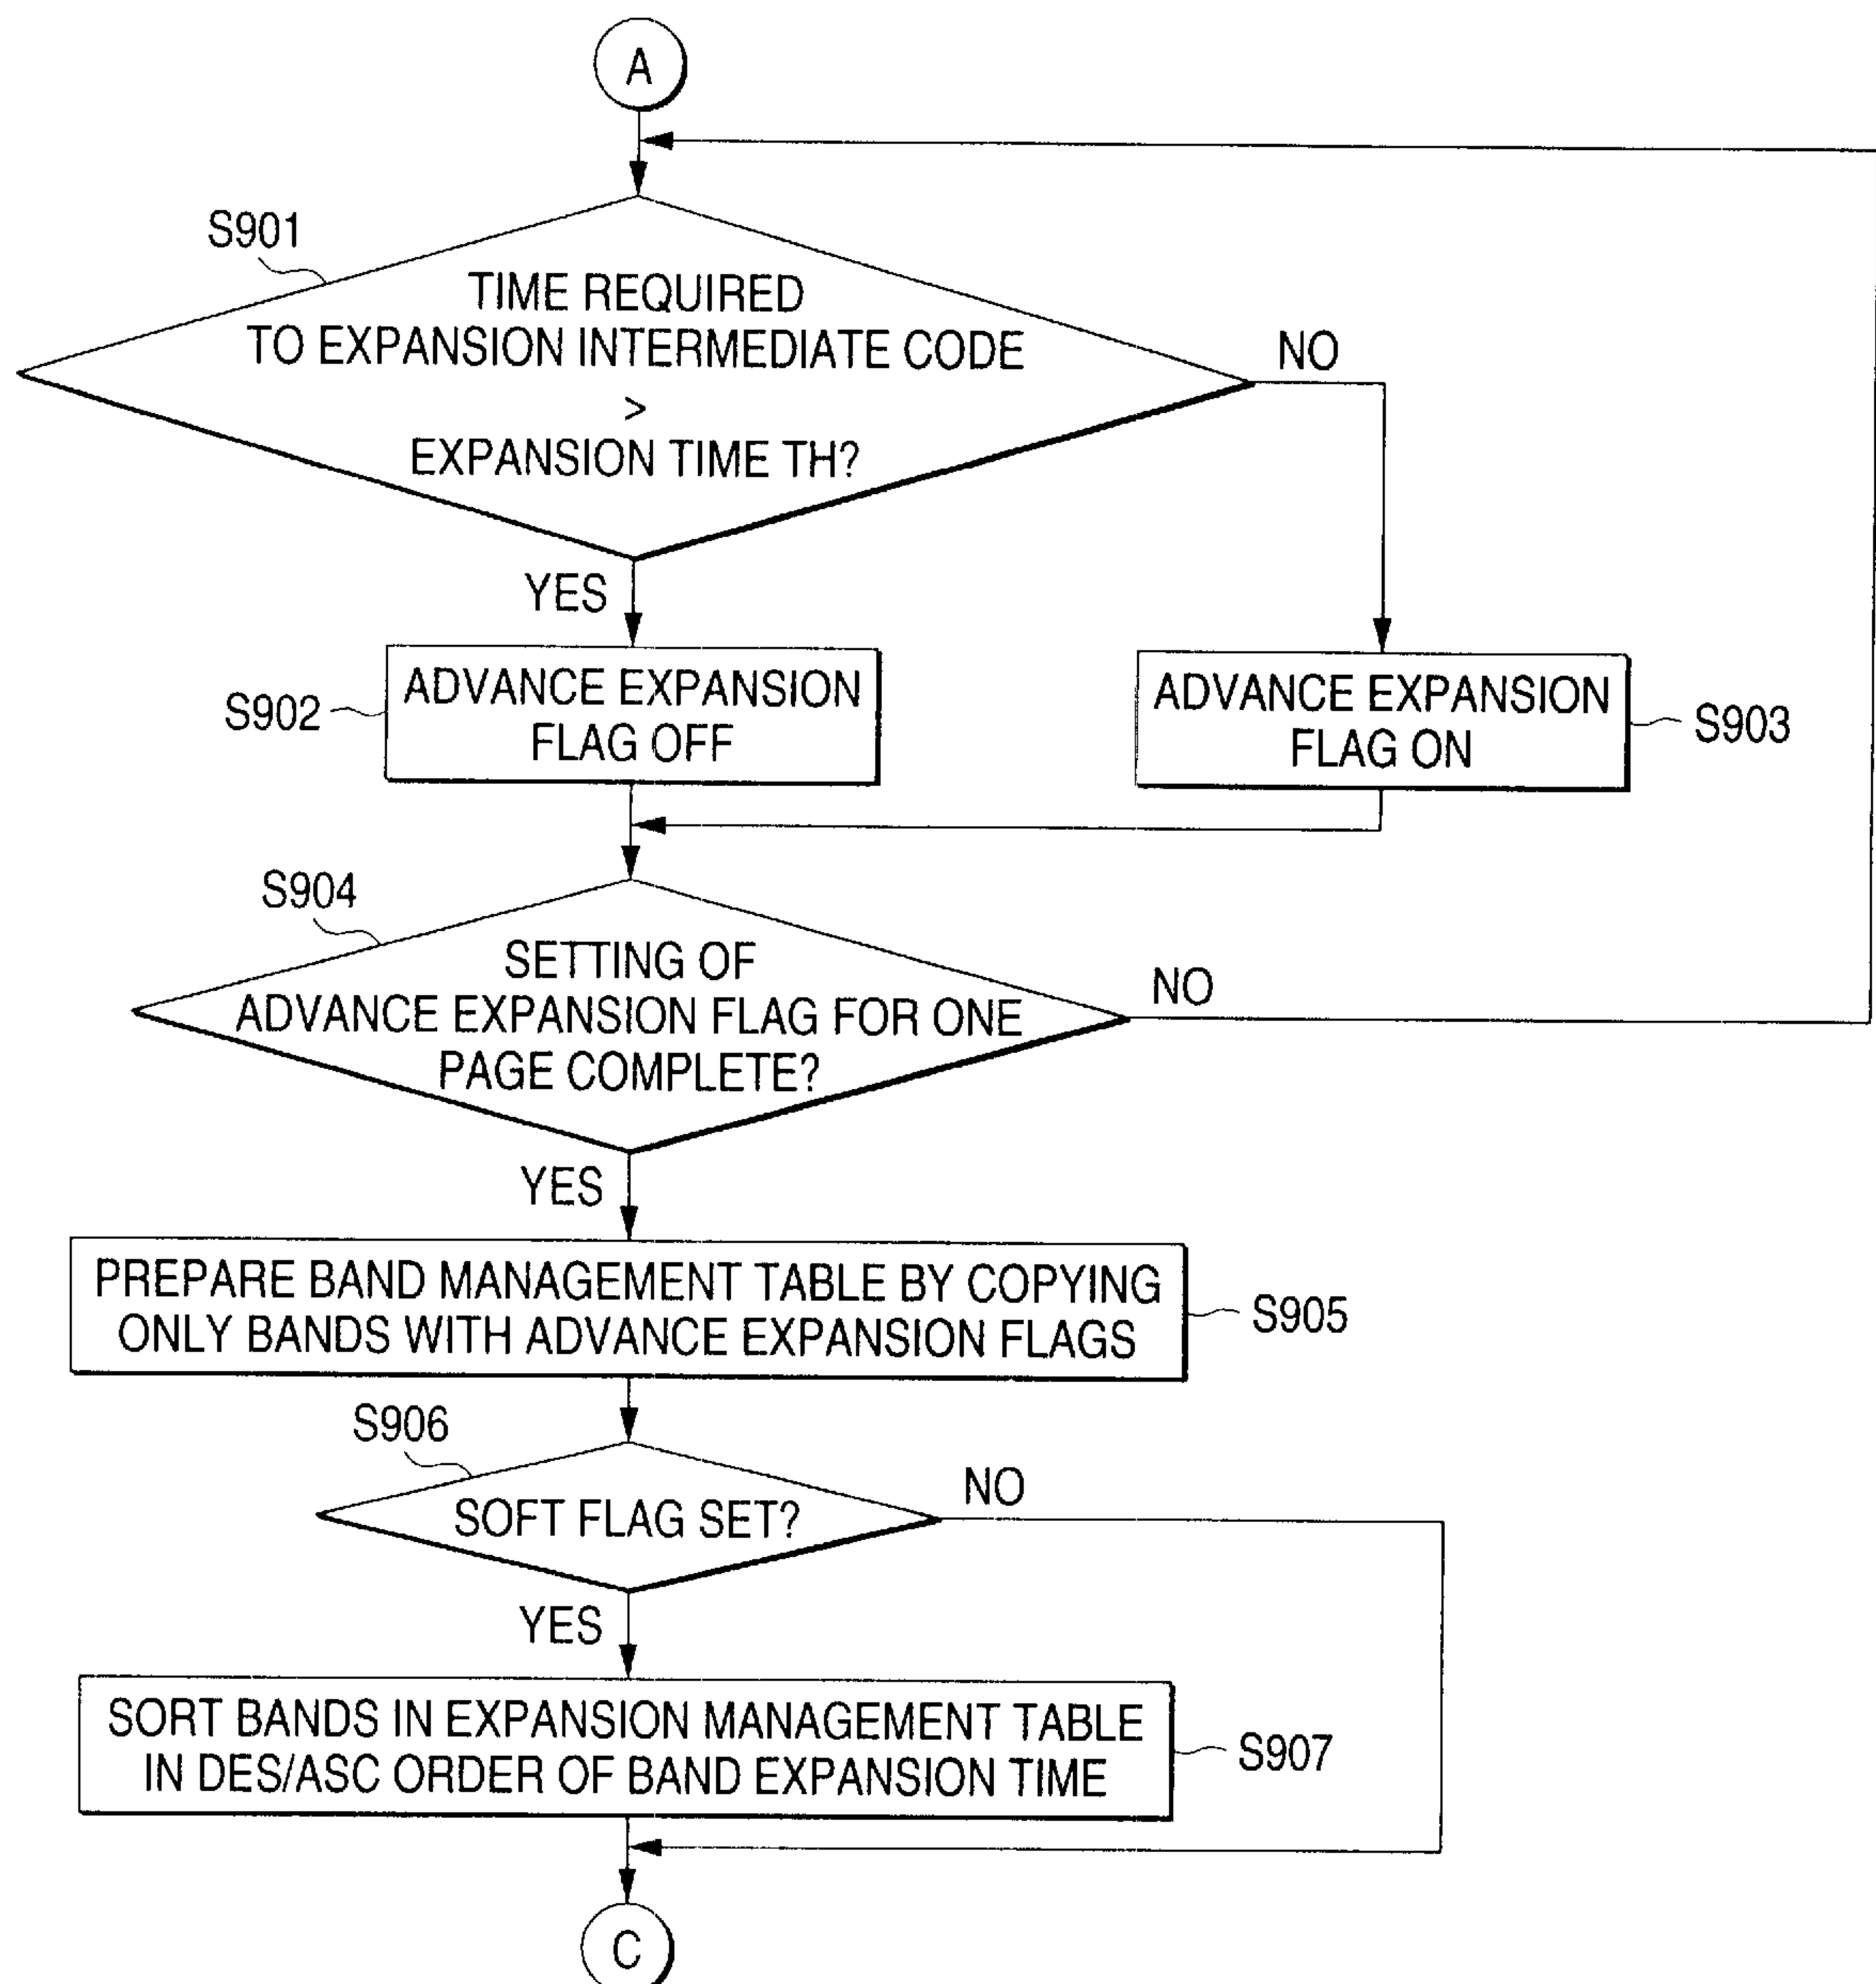 A
S901
TIME REQUIRED
TO EXPANSION INTERMEDIATE CODE
>
EXPANSION TIME TH?
NO
YES
S902
ADVANCE EXPANSION
FLAG OFF
ADVANCE EXPANSION
FLAG ON
S903
S904
SETTING OF
ADVANCE EXPANSION FLAG FOR ONE
PAGE COMPLETE?
NO
YES
PREPARE BAND MANAGEMENT TABLE BY COPYING
ONLY BANDS WITH ADVANCE EXPANSION FLAGS
S905
S906
SOFT FLAG SET?
NO
YES
SORT BANDS IN EXPANSION MANAGEMENT TABLE
IN DES/ASC ORDER OF BAND EXPANSION TIME
S907
C